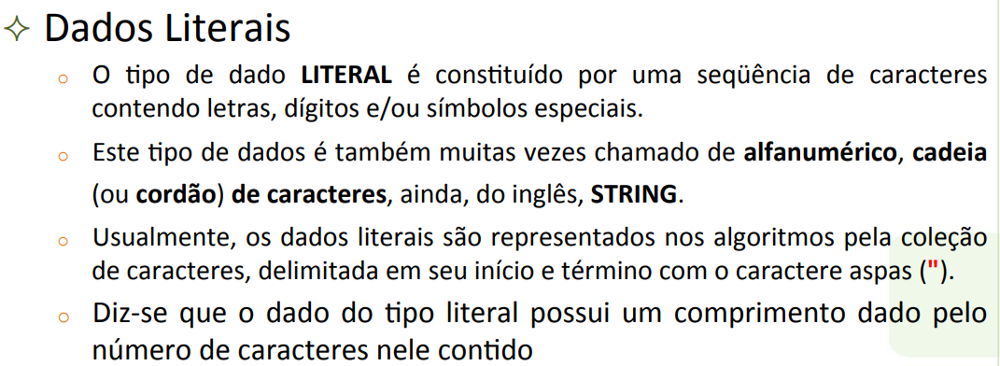 Dados Literais
O tipo de dado LITERAL é constituído por uma seqüência de caracteres
contendo letras, dígitos e/ou símbolos especiais.
Este tipo de dados é também muitas vezes chamado de alfanumérico, cadeia
(ou cordão) de caracteres, ainda, do inglês, STRING.
Usualmente, os dados literais são representados nos algoritmos pela coleção
de caracteres, delimitada em seu início e término com o caractere aspas (").
Diz-se que o dado do tipo literal possui um comprimento dado pelo
número de caracteres nele contido